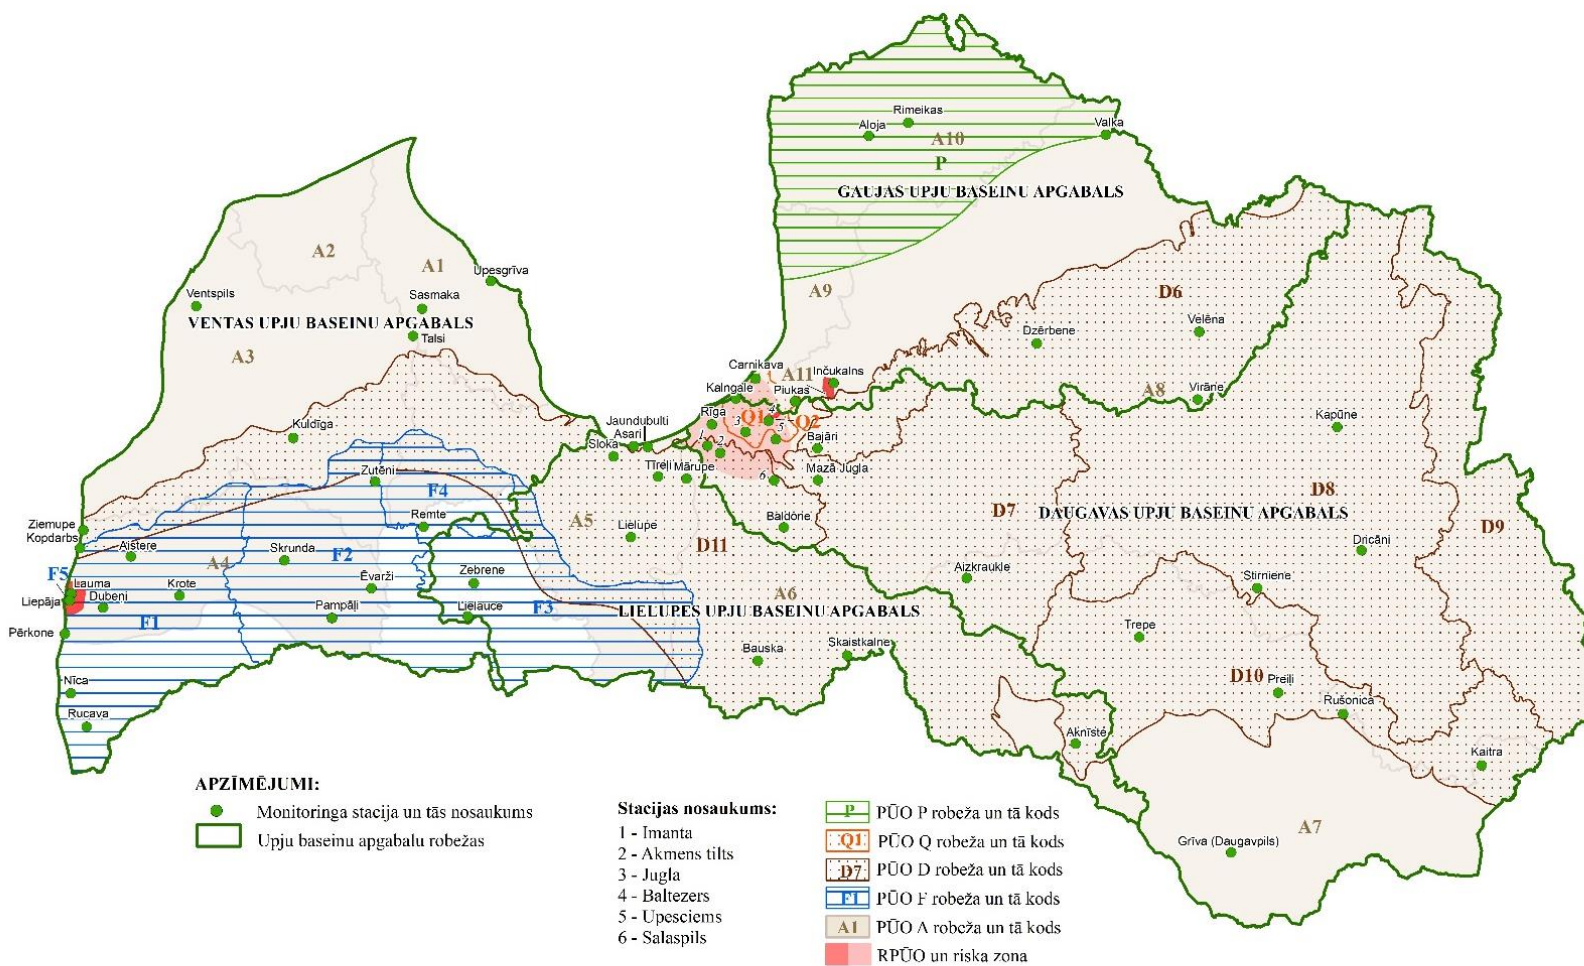 Rimeikas
Aloja
A10
Valka
P
GAUJAS UPJU BASEINU APGABALS
A2
A1
Upesgrīva
Ventspils
Sasmaka
VENTAS UPJU BASEINU APGABALS
Talsi
A3
A9
D6
Velēna
Dzērbene
Carnikava
A11
Inčukalns
Kalngale
Piukas
A8
Virāne
Rīga
4
3
Q1
Q2
5
Kapūne
Jaundubulti
Asari
Sloka
1
2
Bajāri
Kuldīga
Tīreļi
Mārupe
6
Mazā Jugla
Zutēni
F4
D8
D7
DAUGAVAS UPJU BASEINU APGABALS
D9
Ziemupe
Kopdarbs
Remte
A5
Lielupe
Baldone
D11
Aistere
A4
Skrunda
F2
Dricāni
F5
Lauma
Liepāja
Dubeņi
Krote
Ēvarži
Zebrene
Aizkraukle
Stirniene
A6
F1
Pampāļi
Lielauce
F3
LIELUPES UPJU BASEINU APGABALS
Pērkone
Trepe
Bauska
Skaistkalne
Nīca
D10
Preiļi
Rucava
Rušonica
Aknīste
Kaitra
A7
Grīva (Daugavpils)
APZĪMĒJUMI:
Monitoringa stacija un tās nosaukums
Upju baseinu apgabalu robežas
Stacijas nosaukums:
1 - Imanta
2 - Akmens tilts
3 - Jugla
4 - Baltezers
5 - Upesciems
6 - Salaspils
P PŪO P robeža un tā kods
Q1 PŪO Q robeža un tā kods
D7 PŪO D robeža un tā kods
F1 PŪO F robeža un tā kods
A1 PŪO A robeža un tā kods
RPŪO un riska zona